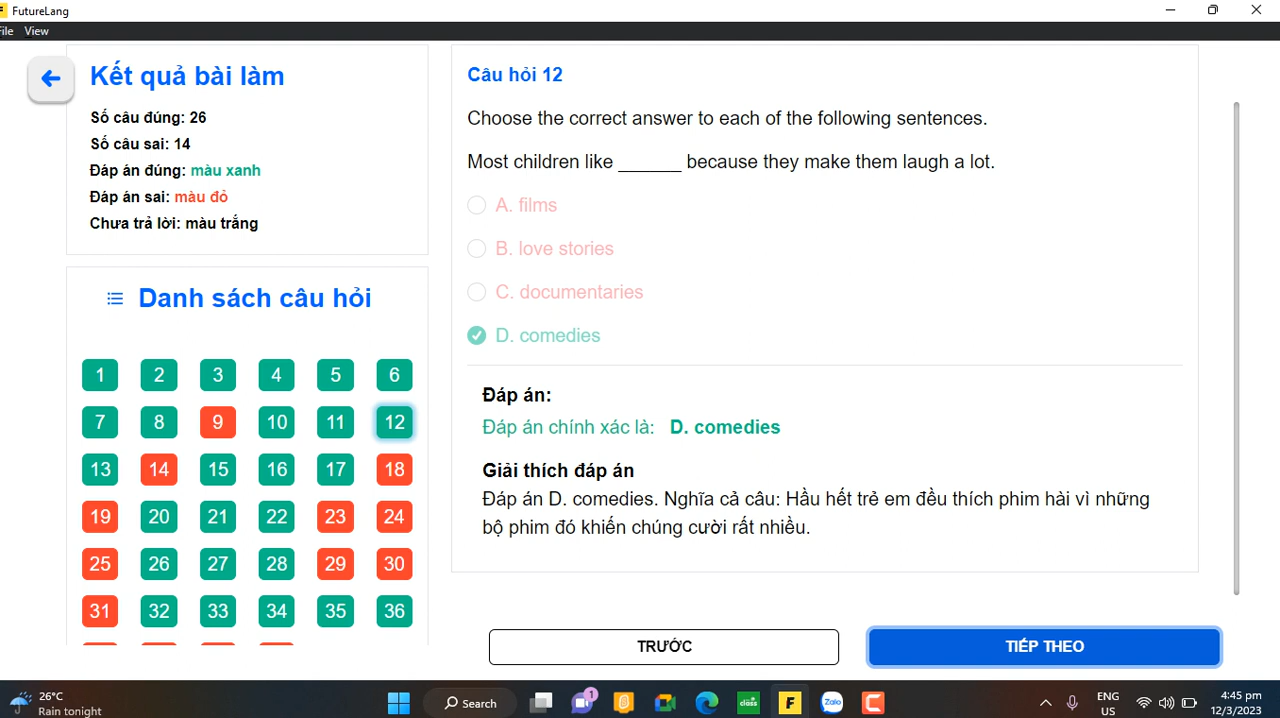 FutureLang
File View
Kết quả bài làm
Số câu đúng: 26
Số câu sai: 14
Đáp án đúng: màu xanh
Đáp án sai: màu đỏ
Chưa trả lời: màu trắng
Danh sách câu hỏi
1 2 3 4 5 6
7 8 9 10 11 12
13 14 15 16 17 18
19 20 21 22 23 24
25 26 27 28 29 30
31 32 33 34 35 36
Câu hỏi 12
Choose the correct answer to each of the following sentences.
Most children like ______ because they make them laugh a lot.
A. films
B. love stories
C. documentaries
D. comedies
Đáp án:
Đáp án chính xác là: D. comedies
Giải thích đáp án
Đáp án D. comedies. Nghĩa cả câu: Hầu hết trẻ em đều thích phim hài vì những
bộ phim đó khiến chúng cười rất nhiều.
TRƯỚC
TIẾP THEO
26°C
Rain tonight
Search
1
class
F
Zalo
ENG
US
4:45 pm
12/3/2023